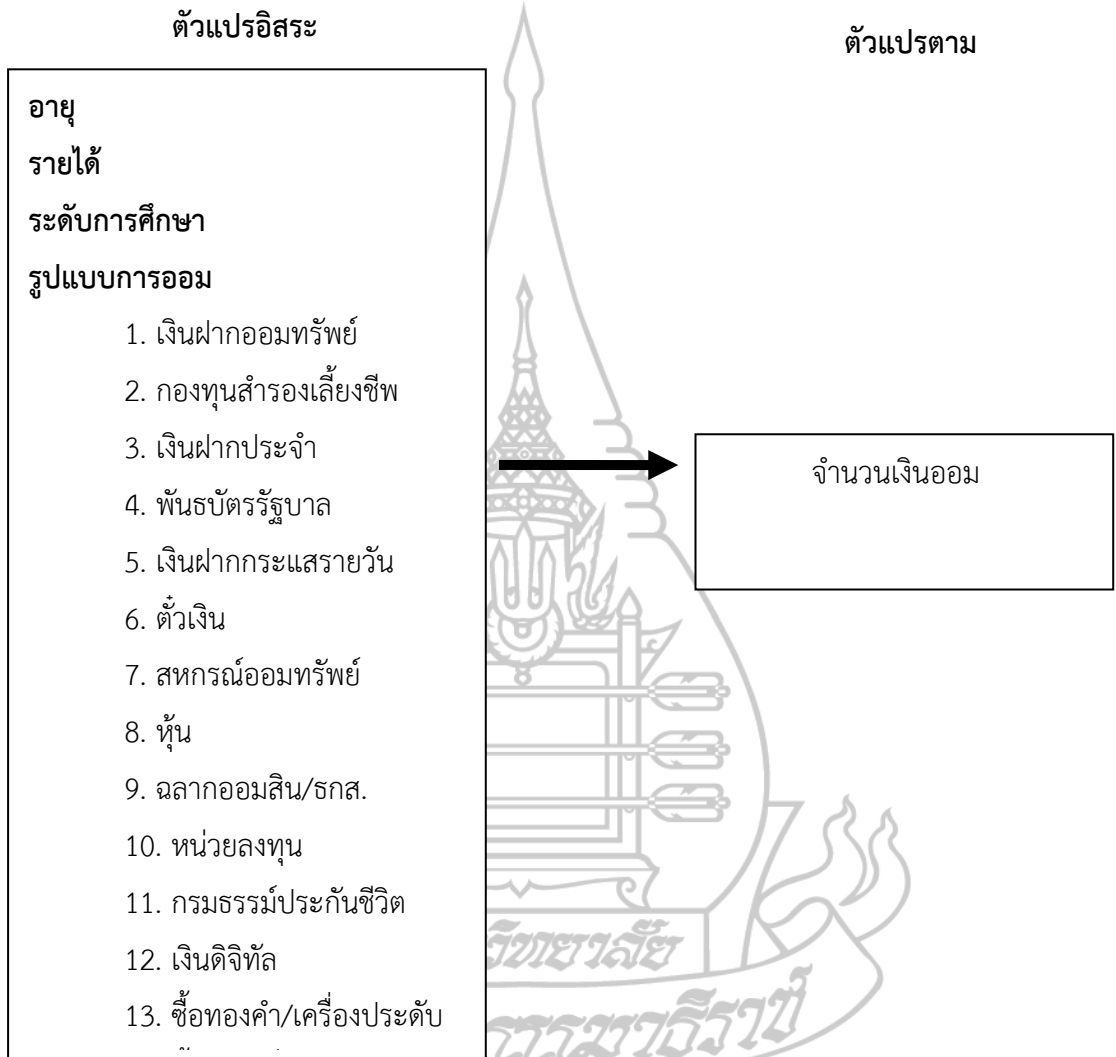 ตัวแปรอิสระ
ตัวแปรตาม
อายุ
รายได้
ระดับการศึกษา
รูปแบบการออม
1. เงินฝากออมทรัพย์
2. กองทุนสำรองเลี้ยงชีพ
3. เงินฝากประจำ
4. พันธบัตรรัฐบาล
5. เงินฝากกระแสรายวัน
6. ตั๋วเงิน
7. สหกรณ์ออมทรัพย์
8. หุ้น
9. ฉลากออมสิน/ธกส.
10. หน่วยลงทุน
11. กรมธรรม์ประกันชีวิต
12. เงินดิจิทัล
13. ซื้อทองคำ/เครื่องประดับ
จำนวนเงินออม